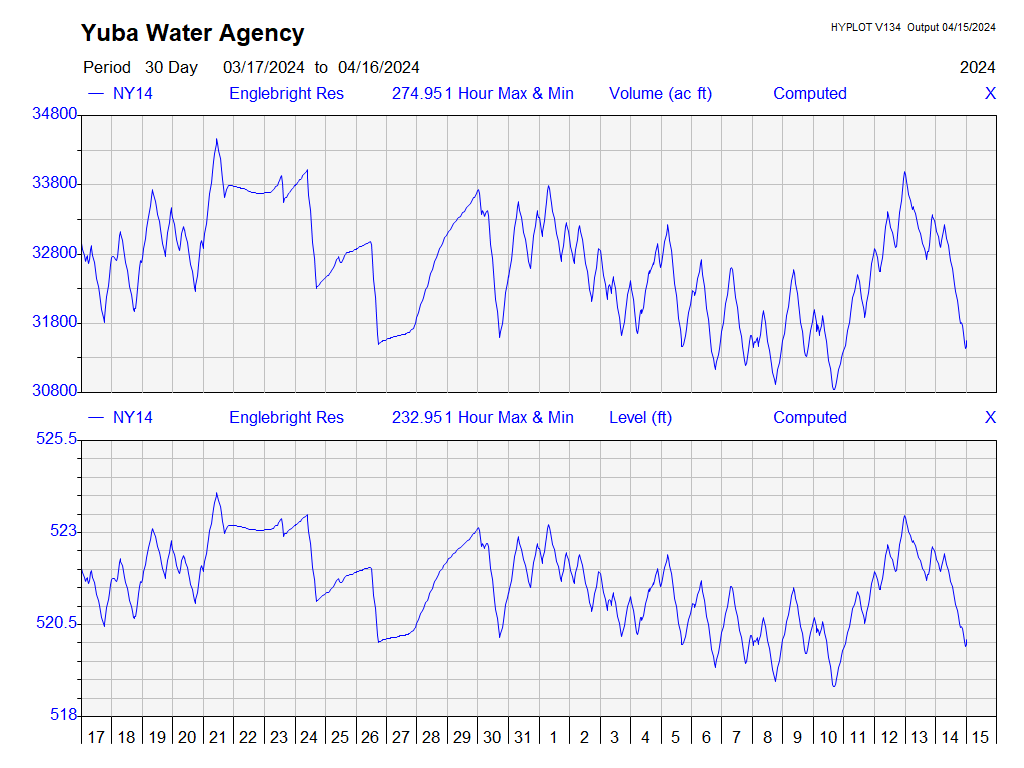 Yuba Water Agency
HYPLOT V134 Output 04/15/2024
Period 30 Day 03/17/2024 to 04/16/2024
2024
NY14 Englebright Res 274.951 Hour Max & Min Volume (ac ft) Computed X
34800
33800
32800
31800
30800
NY14 Englebright Res 232.951 Hour Max & Min Level (ft) Computed X
525.5
523
520.5
518
17 18 19 20 21 22 23 24 25 26 27 28 29 30 31 1 2 3 4 5 6 7 8 9 10 11 12 13 14 15